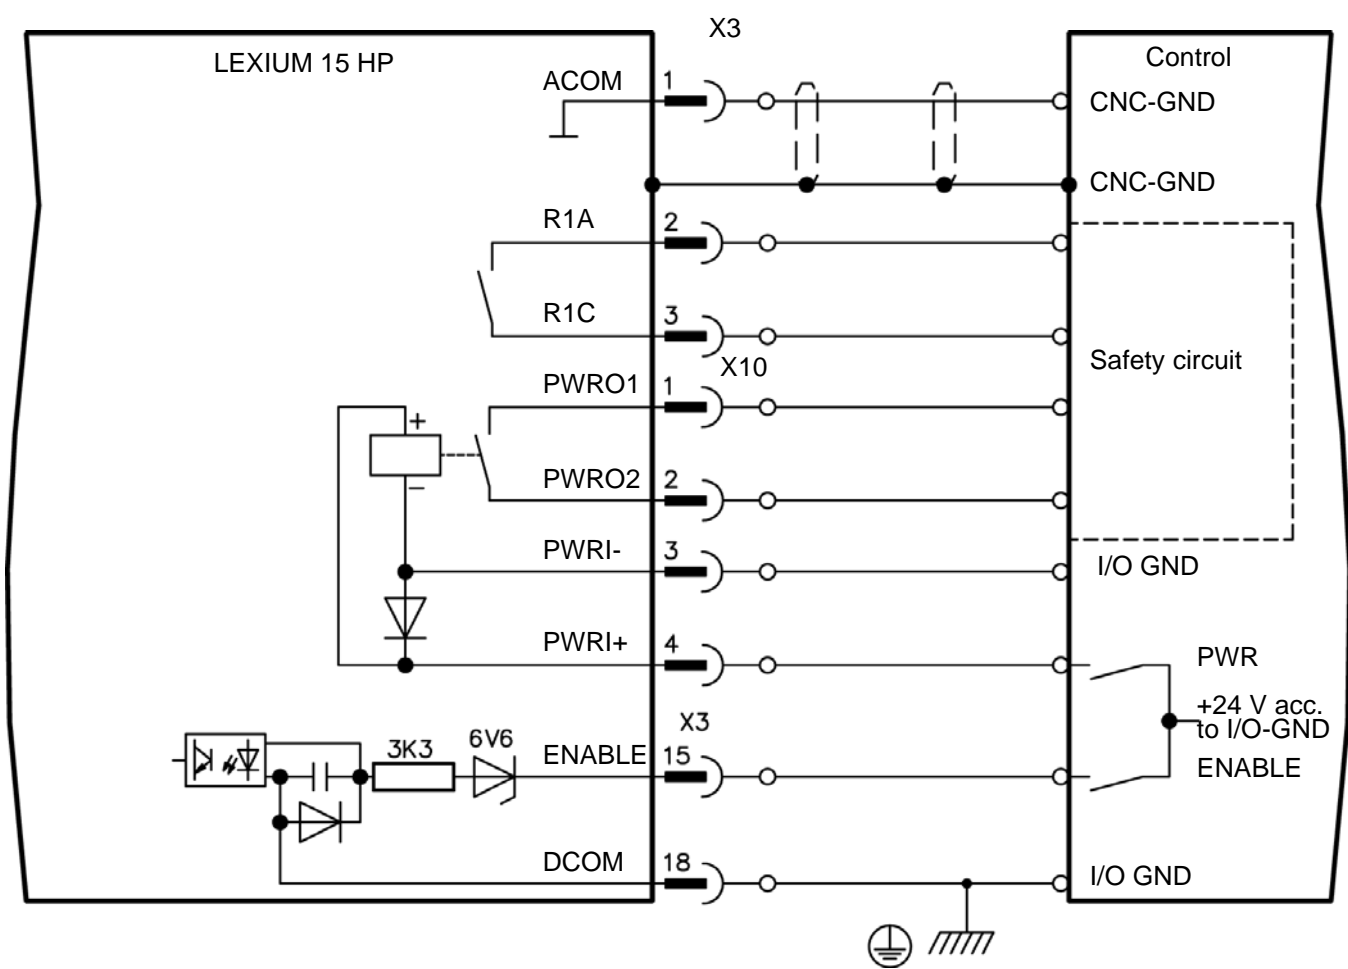 X3
LEXIUM 15 HP
Control
ACOM
1
CNC-GND
CNC-GND
R1A
2
R1C
3
Safety circuit
X10
PWRO1
1
+
PWRO2
2
−
PWRI-
3
I/O GND
PWRI+
4
PWR
+24 V acc.
to I/O-GND
X3
3K3
6V6
ENABLE
15
ENABLE
DCOM
18
I/O GND